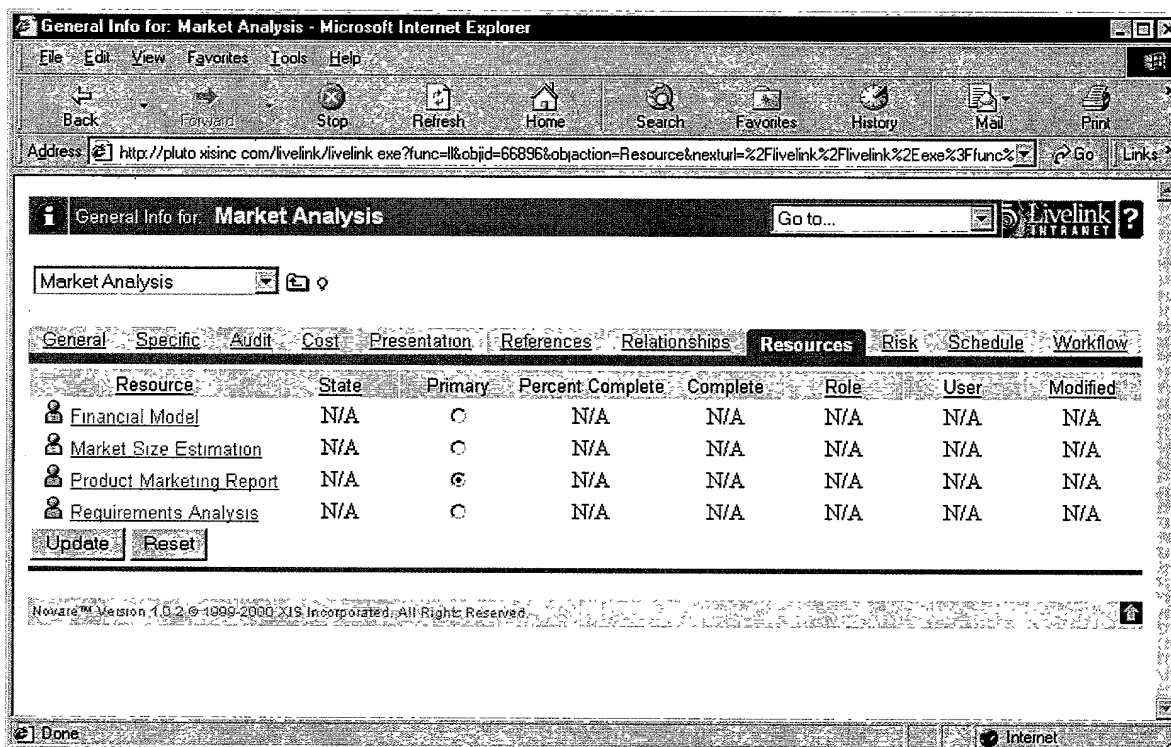 General Info for: Market Analysis - Microsoft Internet Explorer
File Edit View Favorites Tools Help
Back Forward Stop Refresh Home Search Favorites History Mail Print
Address http://pluto xisinc com/livelink/livelink exe?func=ll&objid=66896&objaction=Resource&nexturl=%2Flivelink%2Flivelink%2Eexe%3Ffunc% Go Links
i General Info for: Market Analysis Go to... Livelink INTRANET ?
Market Analysis
General Specific Audit Cost Presentation References Relationships Resources Risk Schedule Workflow
Resource State Primary Percent Complete Complete Role User Modified
Financial Model N/A N/A N/A N/A N/A N/A
Market Size Estimation N/A N/A N/A N/A N/A N/A
Product Marketing Report N/A N/A N/A N/A N/A N/A
Requirements Analysis N/A N/A N/A N/A N/A N/A
Update Reset
Novare™ Version 1.0.2 © 1999-2000 XIS Incorporated. All Rights Reserved.
Done Internet